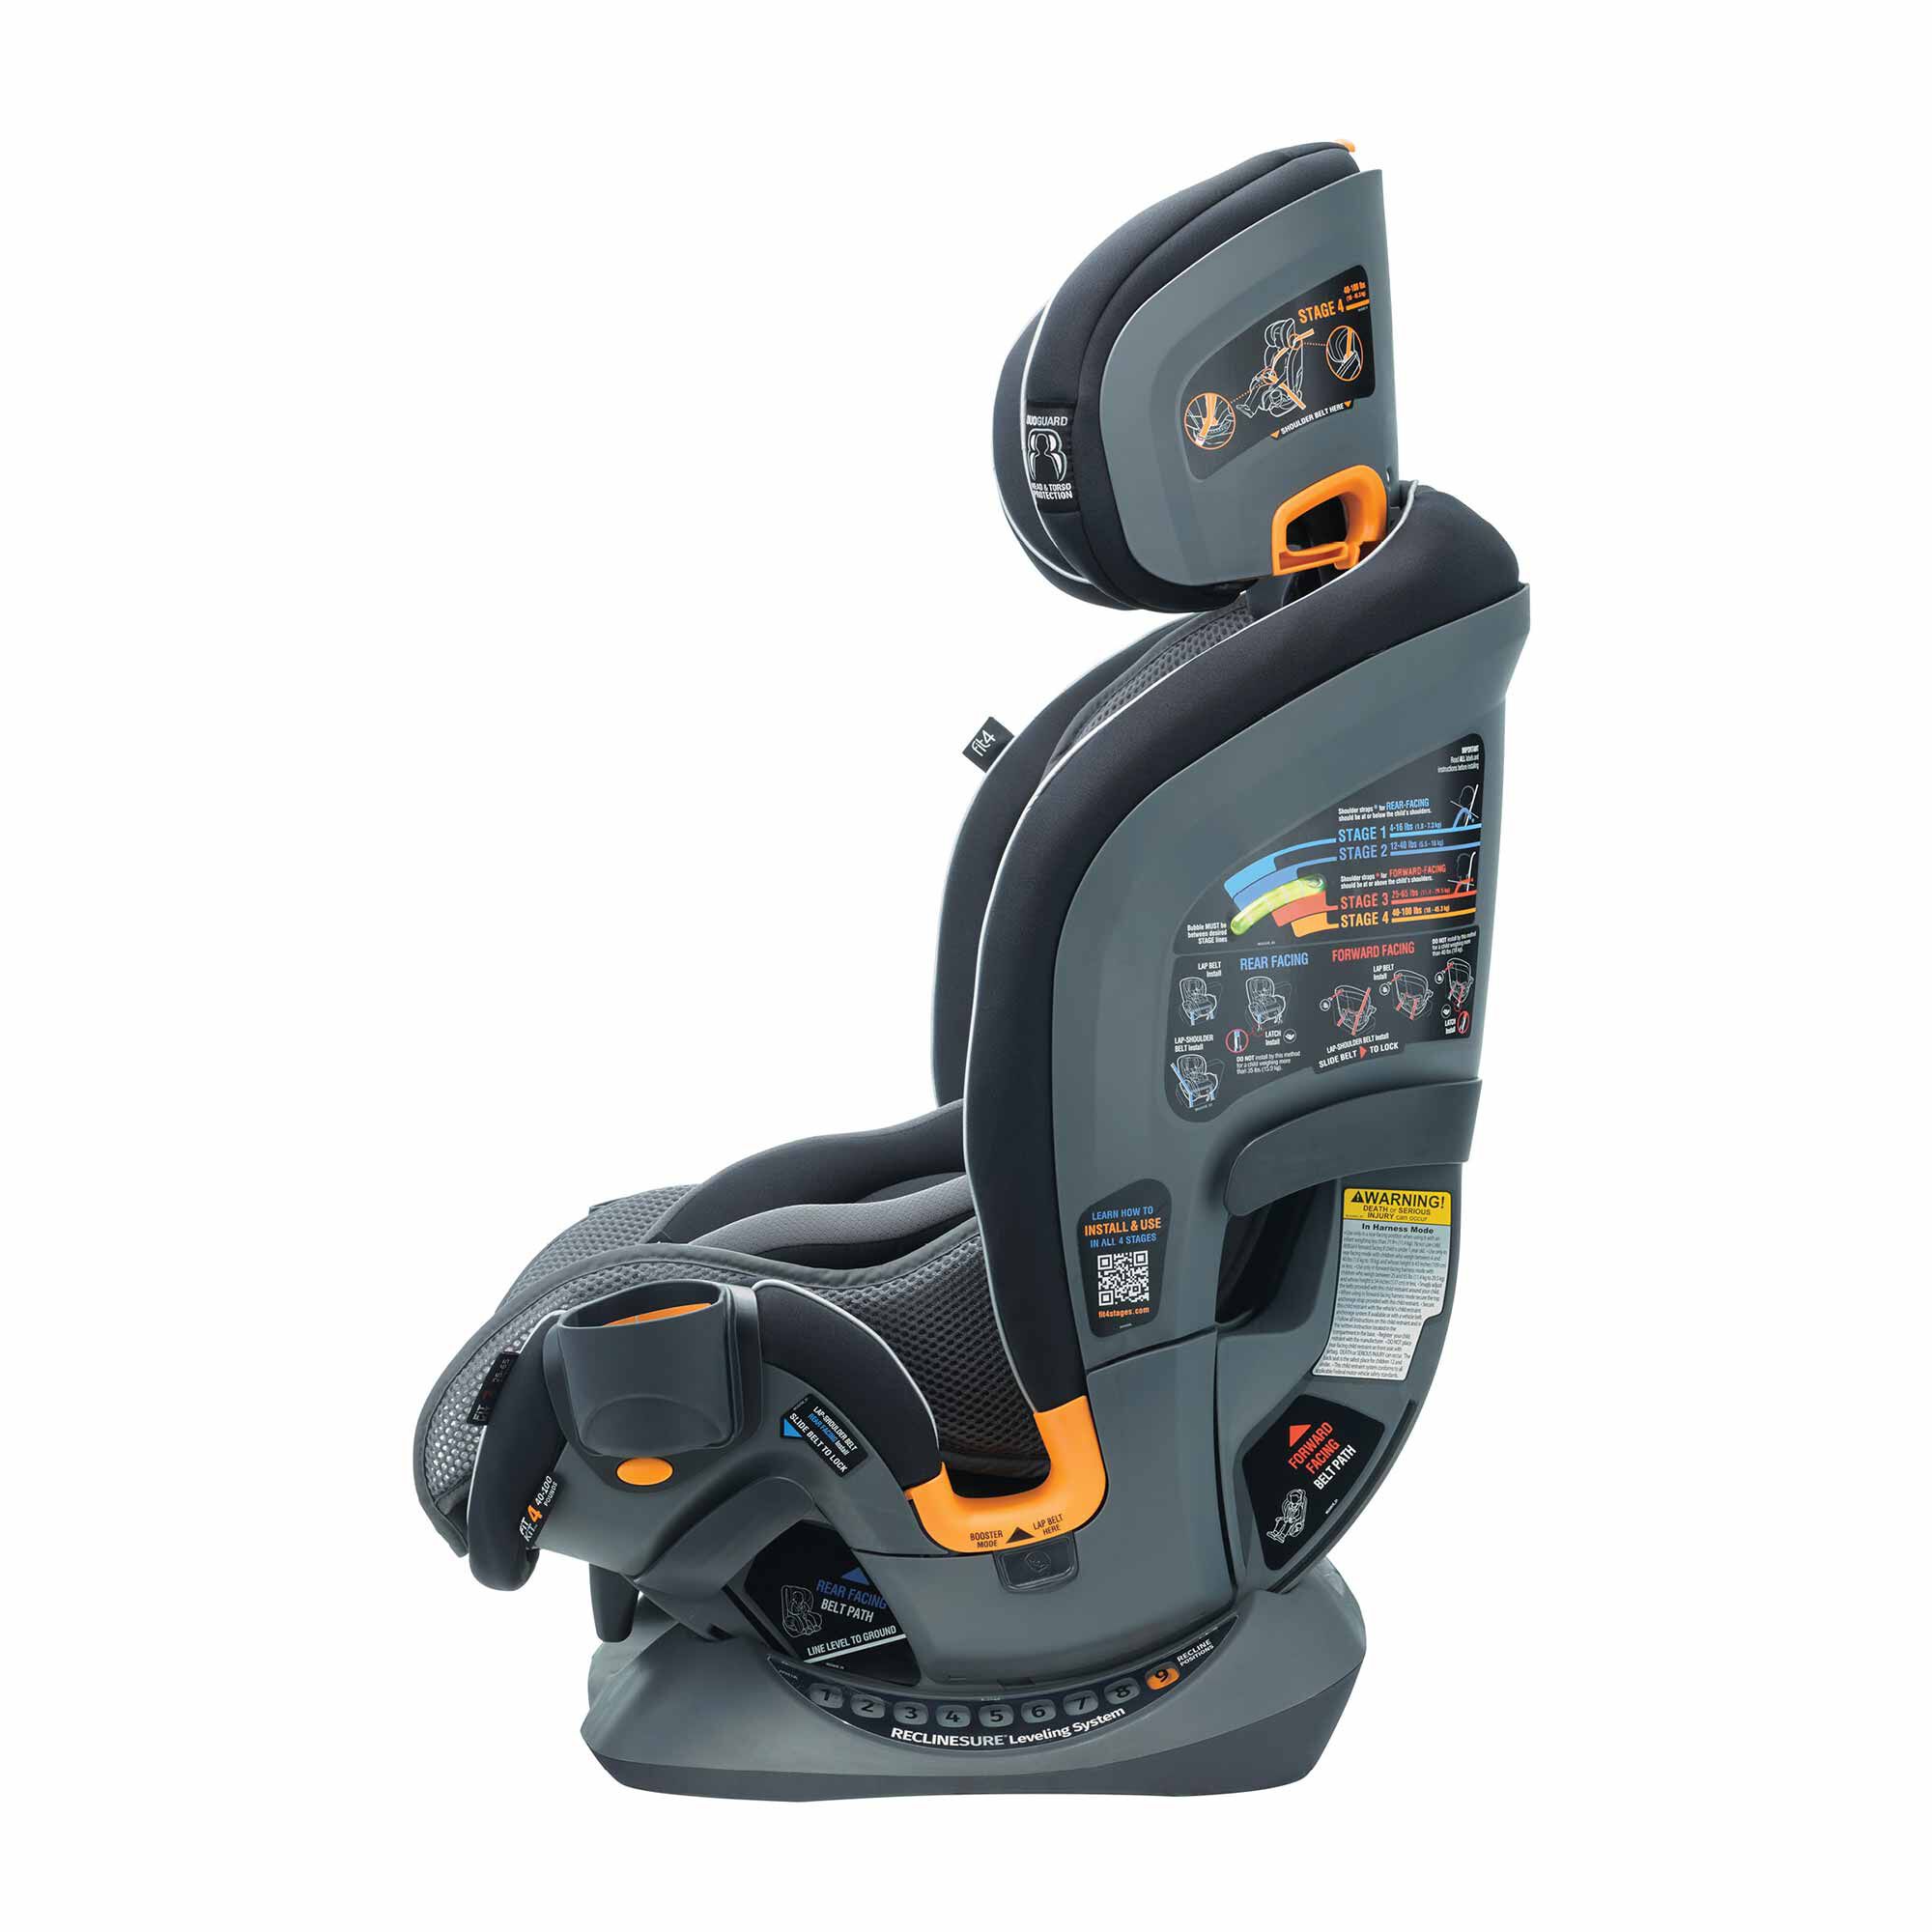 40-100 lbs
(18 - 45.3 kg)
STAGE 4
SHOULDER BELT HERE
DUOGUARD
HEAD & TORSO
PROTECTION
fit4
IMPORTANT
Read ALL labels and
instructions before installing
Shoulder straps for REAR-FACING
should be at or below the child's shoulders.
STAGE 1 4-16 lbs (1.8 - 7.2 kg)
STAGE 2 12-40 lbs (5.5 - 18 kg)
Shoulder straps for FORWARD-FACING
should be at or above the child's shoulders.
STAGE 3 25-65 lbs
STAGE 4 40-100 lbs (18 - 45.3 kg)
Bubble MUST be
between desired
STAGE lines
LAP BELT
Install
REAR FACING
FORWARD FACING
LAP BELT
Install
DO NOT install by this method
for a child weighing more
than 40 lbs (18 kg).
LAP-SHOULDER
BELT Install
LATCH
Install
DO NOT install by this method
for a child weighing more
than 35 lbs (15.9 kg).
LATCH
Install
LAP-SHOULDER BELT Install
SLIDE BELT TO LOCK
LEARN HOW TO
INSTALL & USE
IN ALL 4 STAGES
fit4stages.com
WARNING!
DEATH or SERIOUS
INJURY can occur
In Harness Mode
FORWARD
FACING
BELT PATH
LAP-SHOULDER BELT
REAR FACING Install
SLIDE BELT TO LOCK
FIT
25-65
FIT
KIT 4
40-100
POUNDS
BOOSTER
MODE
LAP BELT
HERE
REAR FACING
BELT PATH
LINE LEVEL TO GROUND
1 2 3 4 5 6 7 8 9
RECLINE
POSITIONS
RECLINESURE Leveling System